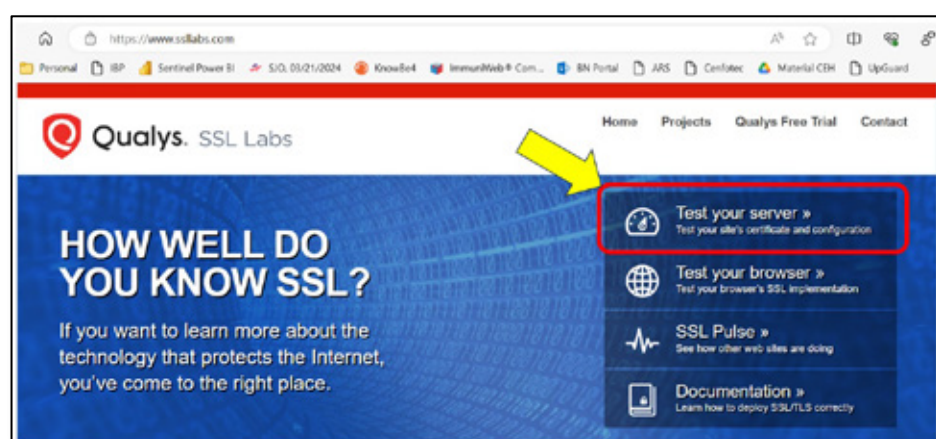 https://www.ssllabs.com
Personal IBP Sentinel Power BI SJO, 03/21/2024 KnowBe4 ImmuniWeb® Com... BN Portal ARS Cenfotec Material CEH UpGuard
Qualys. SSL Labs
Home Projects Qualys Free Trial Contact
HOW WELL DO
YOU KNOW SSL?
If you want to learn more about the
technology that protects the Internet,
you've come to the right place.
Test your server »
Test your site's certificate and configuration
Test your browser »
Test your browser's SSL implementation
SSL Pulse »
See how other web sites are doing
Documentation »
Learn how to deploy SSL/TLS correctly